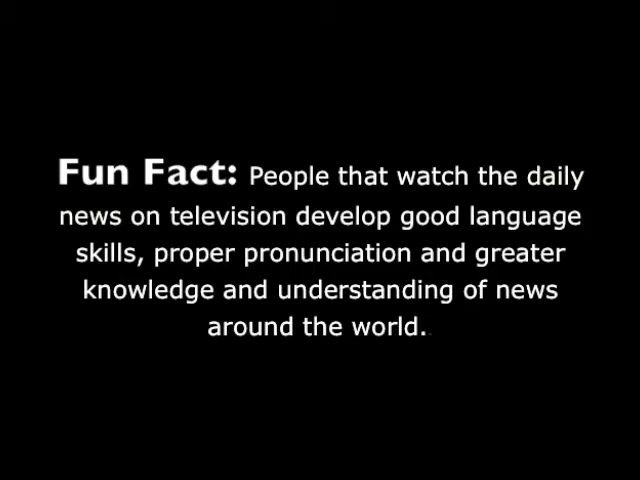 Fun Fact: People that watch the daily
news on television develop good language
skills, proper pronunciation and greater
knowledge and understanding of news
around the world.